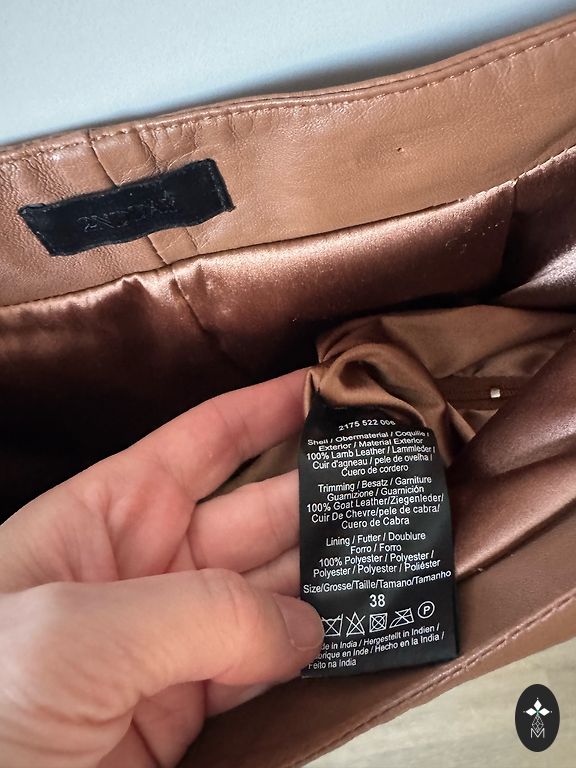 2NDDAY
2175 522 006
Shell / Obermaterial / Coquille /
Exterior / Material Exterior
100% Lamb Leather / Lammleder /
Cuir d'agneau / pele de ovelha /
Cuero de cordero
Trimming / Besatz / Garniture
Guarnizione / Guarnición
100% Goat Leather/Ziegenleder/
Cuir De Chevre/pele de cabra/
Cuero de Cabra
Lining / Futter / Doublure
Forro / Forro
100% Polyester / Polyester /
Polyester / Polyester / Poliéster
Size/Grosse/Taille/Tamano/Tamanho
38
P
de in India / Hergestellt in Indien /
brique en Inde / Hecho en la India /
Feito na India
M